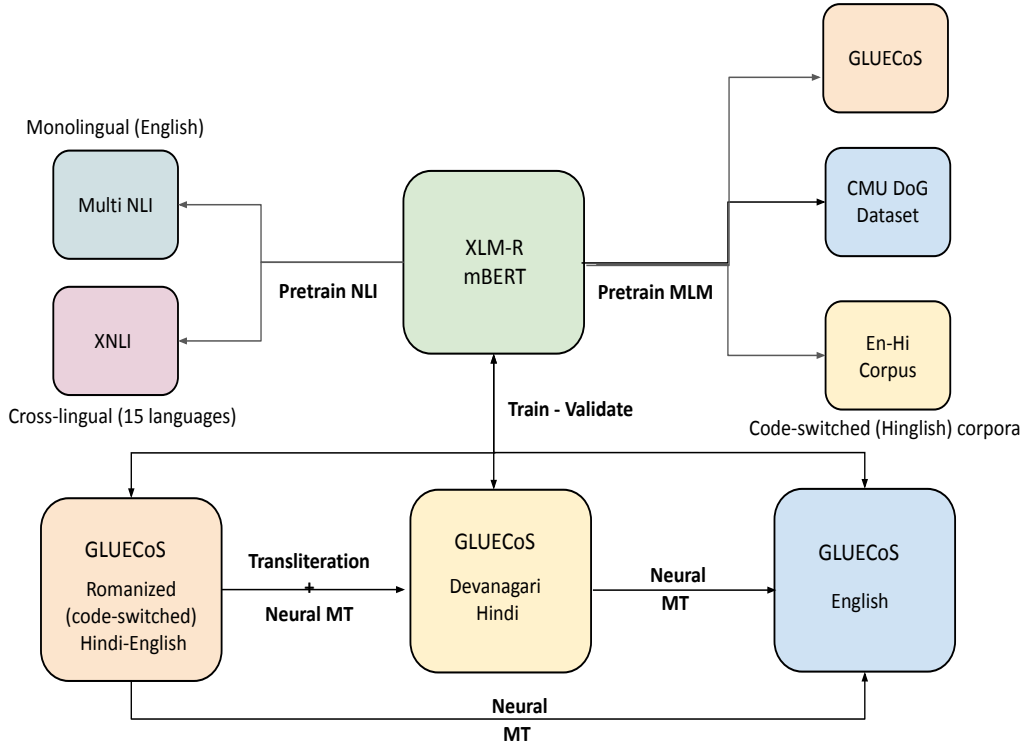 GLUECoS
Monolingual (English)
Multi NLI
CMU DoG
Dataset
XLM-R
mBERT
Pretrain NLI
Pretrain MLM
XNLI
En-Hi
Corpus
Cross-lingual (15 languages)
Train - Validate
Code-switched (Hinglish) corpora
GLUECoS
Romanized
(code-switched)
Hindi-English
Transliteration
+
Neural MT
GLUECoS
Devanagari
Hindi
Neural
MT
GLUECoS
English
Neural
MT